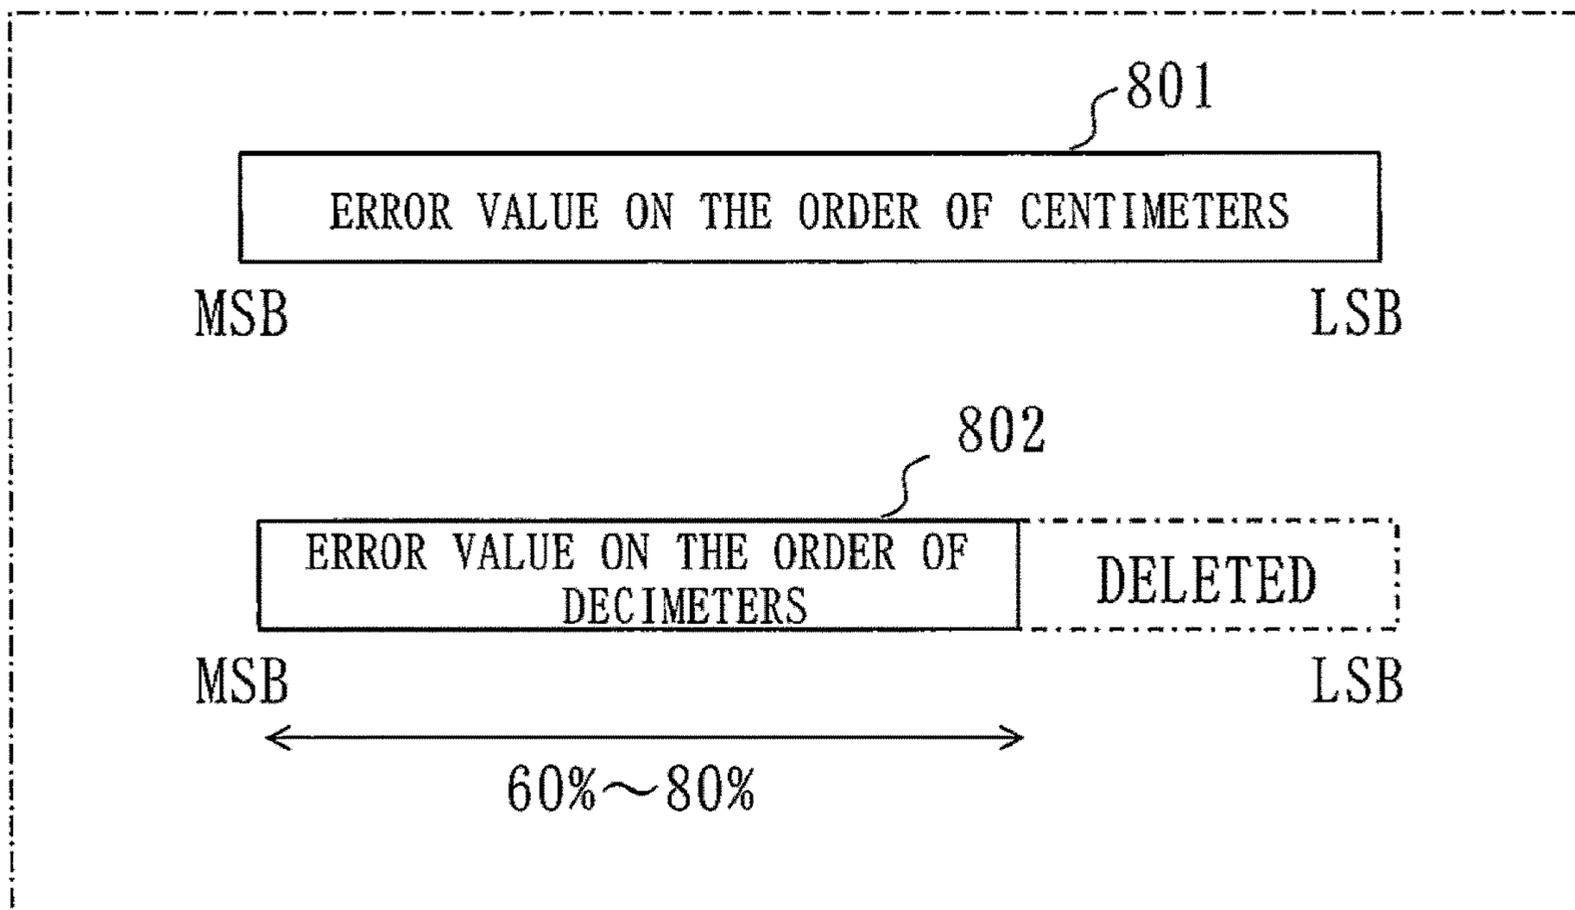 801
ERROR VALUE ON THE ORDER OF CENTIMETERS
MSB LSB
802
ERROR VALUE ON THE ORDER OF
DECIMETERS
DELETED
MSB LSB
60%～80%